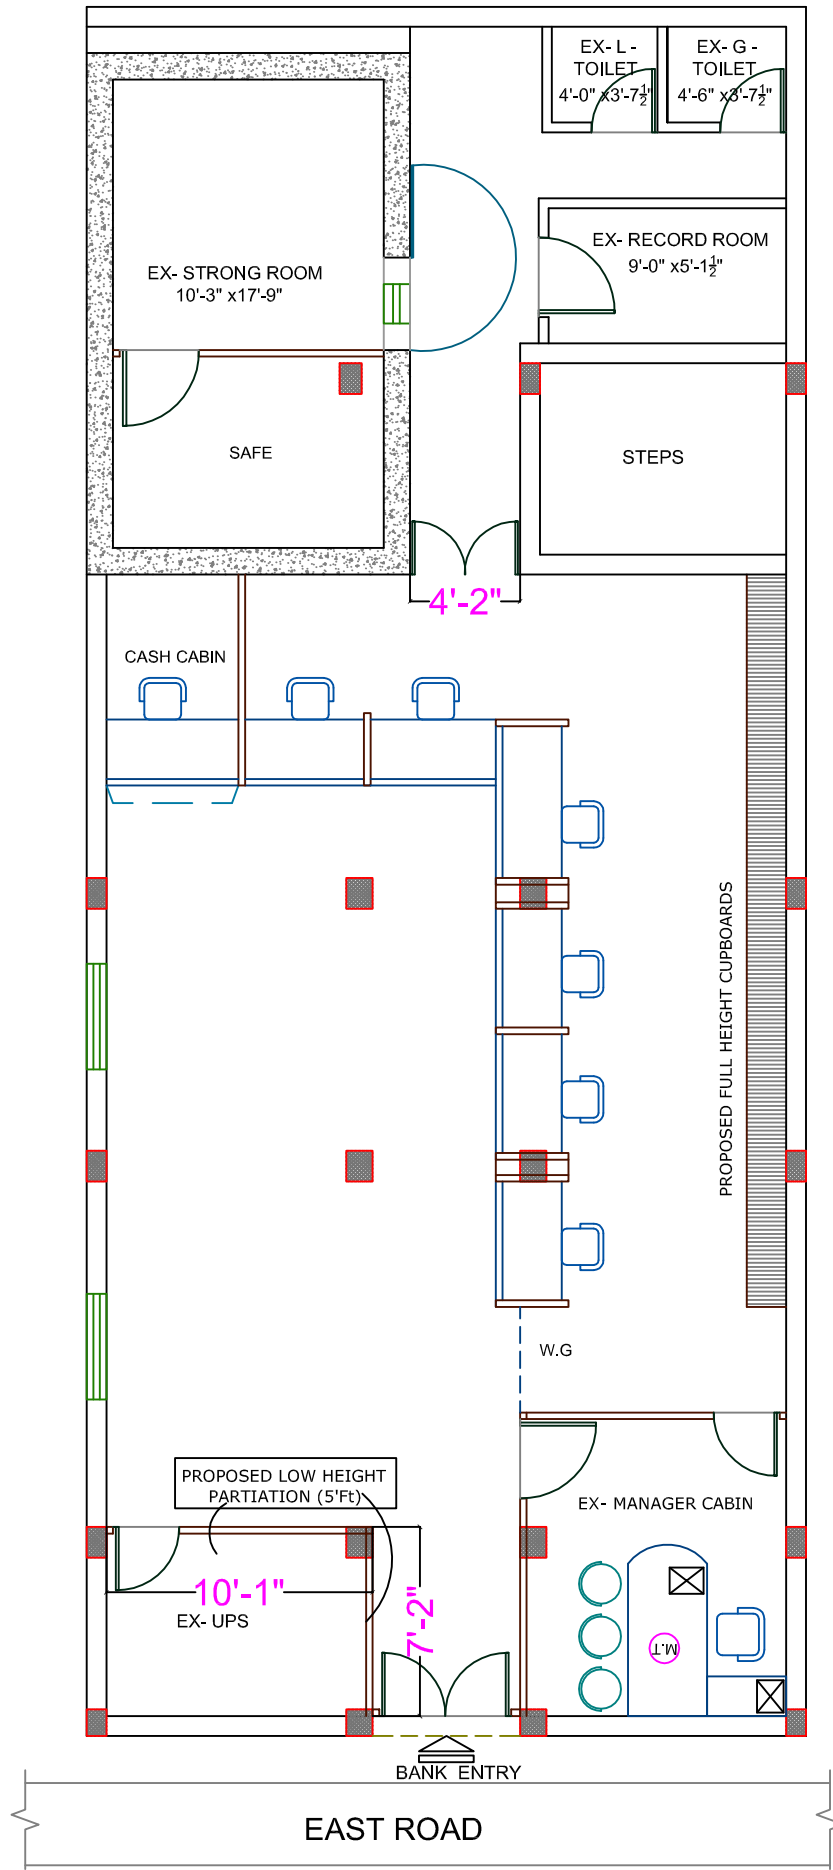 EX- L -
TOILET
4'-0" x3'-7½"
EX- G -
TOILET
4'-6" x3'-7½"
EX- RECORD ROOM
9'-0" x5'-1½"
EX- STRONG ROOM
10'-3" x17'-9"
SAFE
STEPS
4'-2"
CASH CABIN
PROPOSED FULL HEIGHT CUPBOARDS
W.G
PROPOSED LOW HEIGHT
PARTIATION (5'Ft)
EX- MANAGER CABIN
10'-1"
EX- UPS
7'-2"
M.T
BANK ENTRY
EAST ROAD